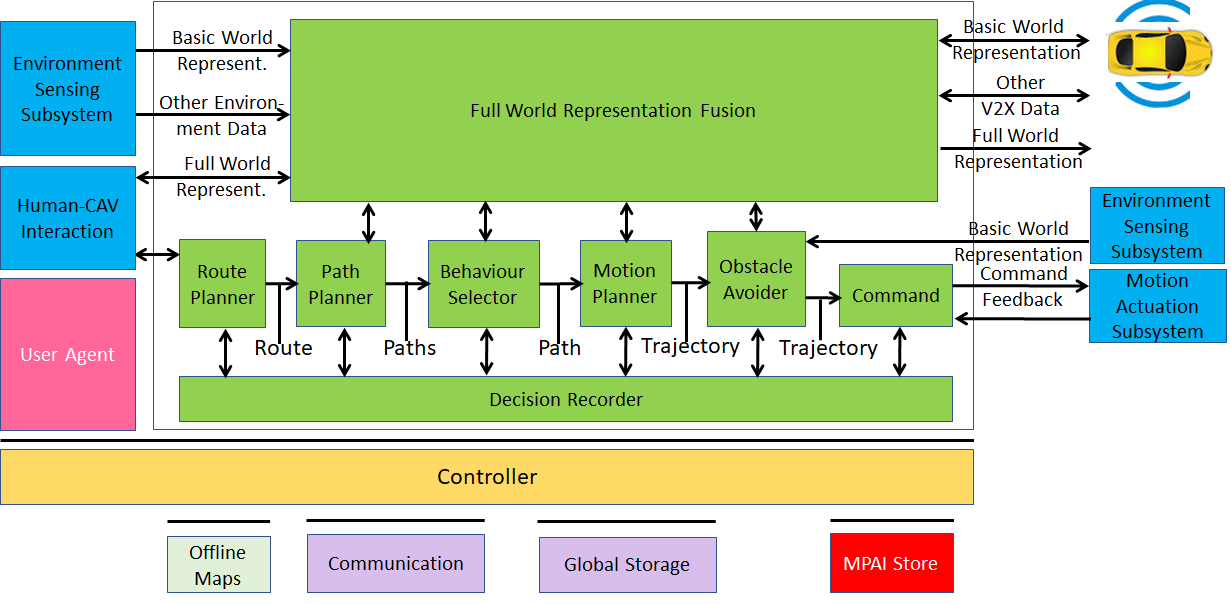 Environment
Sensing
Subsystem
Basic World
Represent.
Other Environ-
ment Data
Full World
Represent.
Full World Representation Fusion
Basic World
Representation
Other
V2X Data
Full World
Representation
Human-CAV
Interaction
User Agent
Route
Planner
Path
Planner
Behaviour
Selector
Motion
Planner
Obstacle
Avoider
Command
Basic World
Representation
Command
Feedback
Environment
Sensing
Subsystem
Motion
Actuation
Subsystem
Route
Paths
Path
Trajectory
Trajectory
Decision Recorder
Controller
Offline
Maps
Communication
Global Storage
MPAI Store